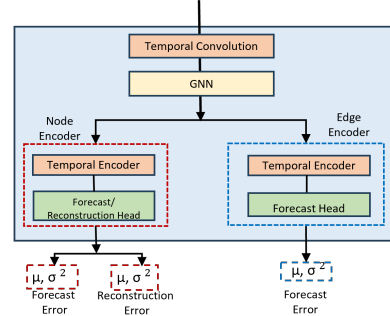 Temporal Convolution
GNN
Node
Encoder
Edge
Encoder
Temporal Encoder
Forecast/
Reconstruction Head
Temporal Encoder
Forecast Head
μ, σ 2
μ, σ 2
μ, σ 2
Forecast
Error
Reconstruction
Error
Forecast
Error